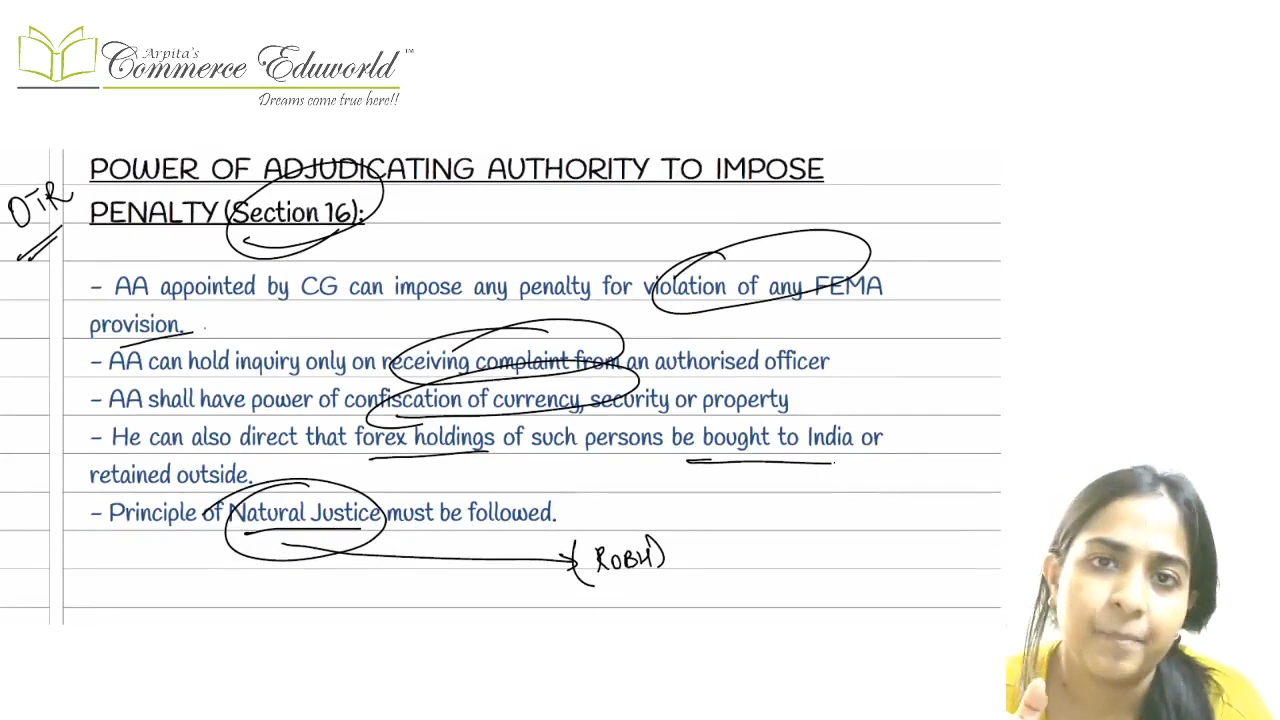 Arpita's
Commerce Eduworld™
Dreams come true here!!
POWER OF ADJUDICATING AUTHORITY TO IMPOSE
PENALTY (Section 16):
DTR
- AA appointed by CG can impose any penalty for violation of any FEMA
provision.
- AA can hold inquiry only on receiving complaint from an authorised officer
- AA shall have power of confiscation of currency, security or property
- He can also direct that forex holdings of such persons be bought to India or
retained outside.
- Principle of Natural Justice must be followed.
(ROBH)